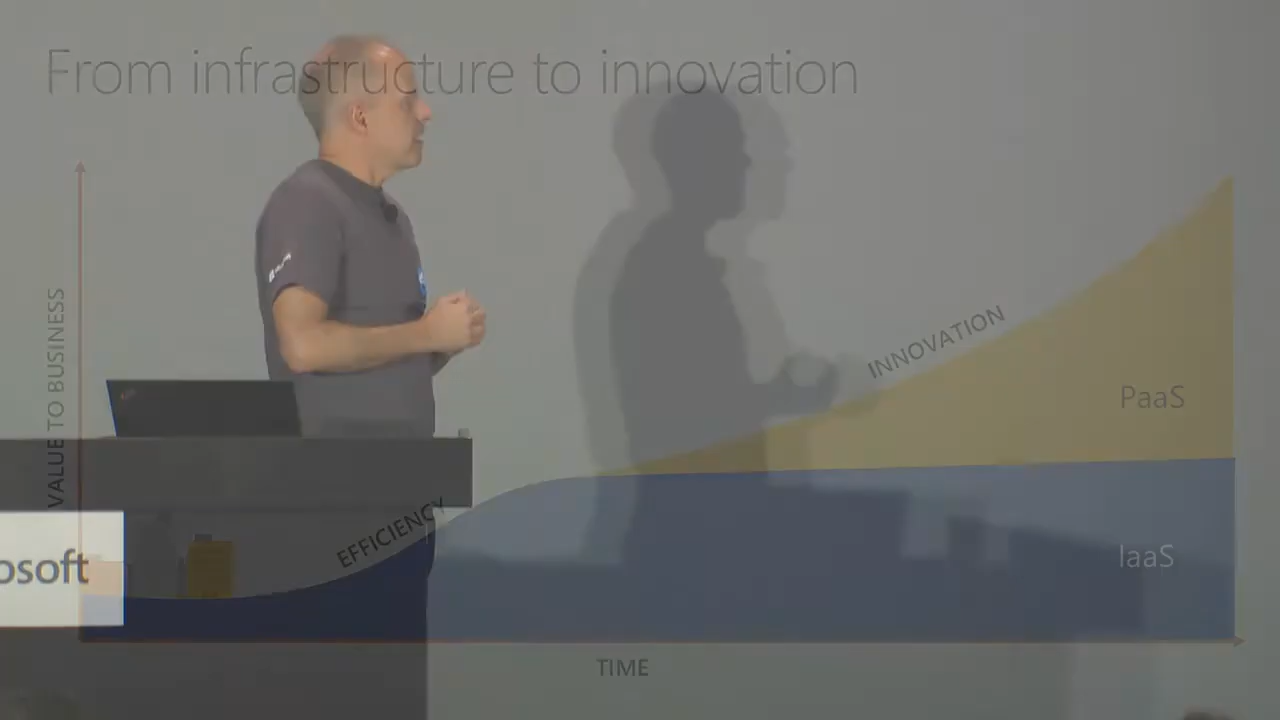 From infrastructure to innovation
VALUE TO BUSINESS
INNOVATION
PaaS
EFFICIENCY
IaaS
osoft
TIME